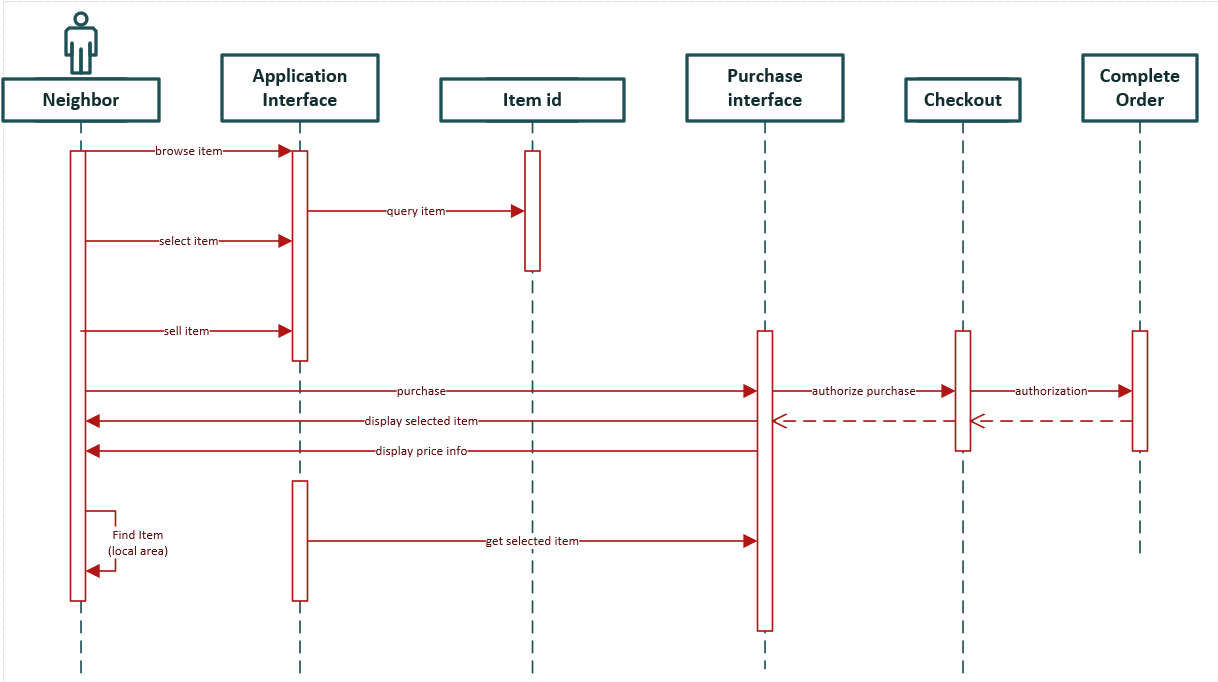 Neighbor
Application
Interface
Item id
Purchase
interface
Checkout
Complete
Order
browse item
query item
select item
sell item
purchase
authorize purchase
authorization
display selected item
display price info
Find Item
(local area)
get selected item